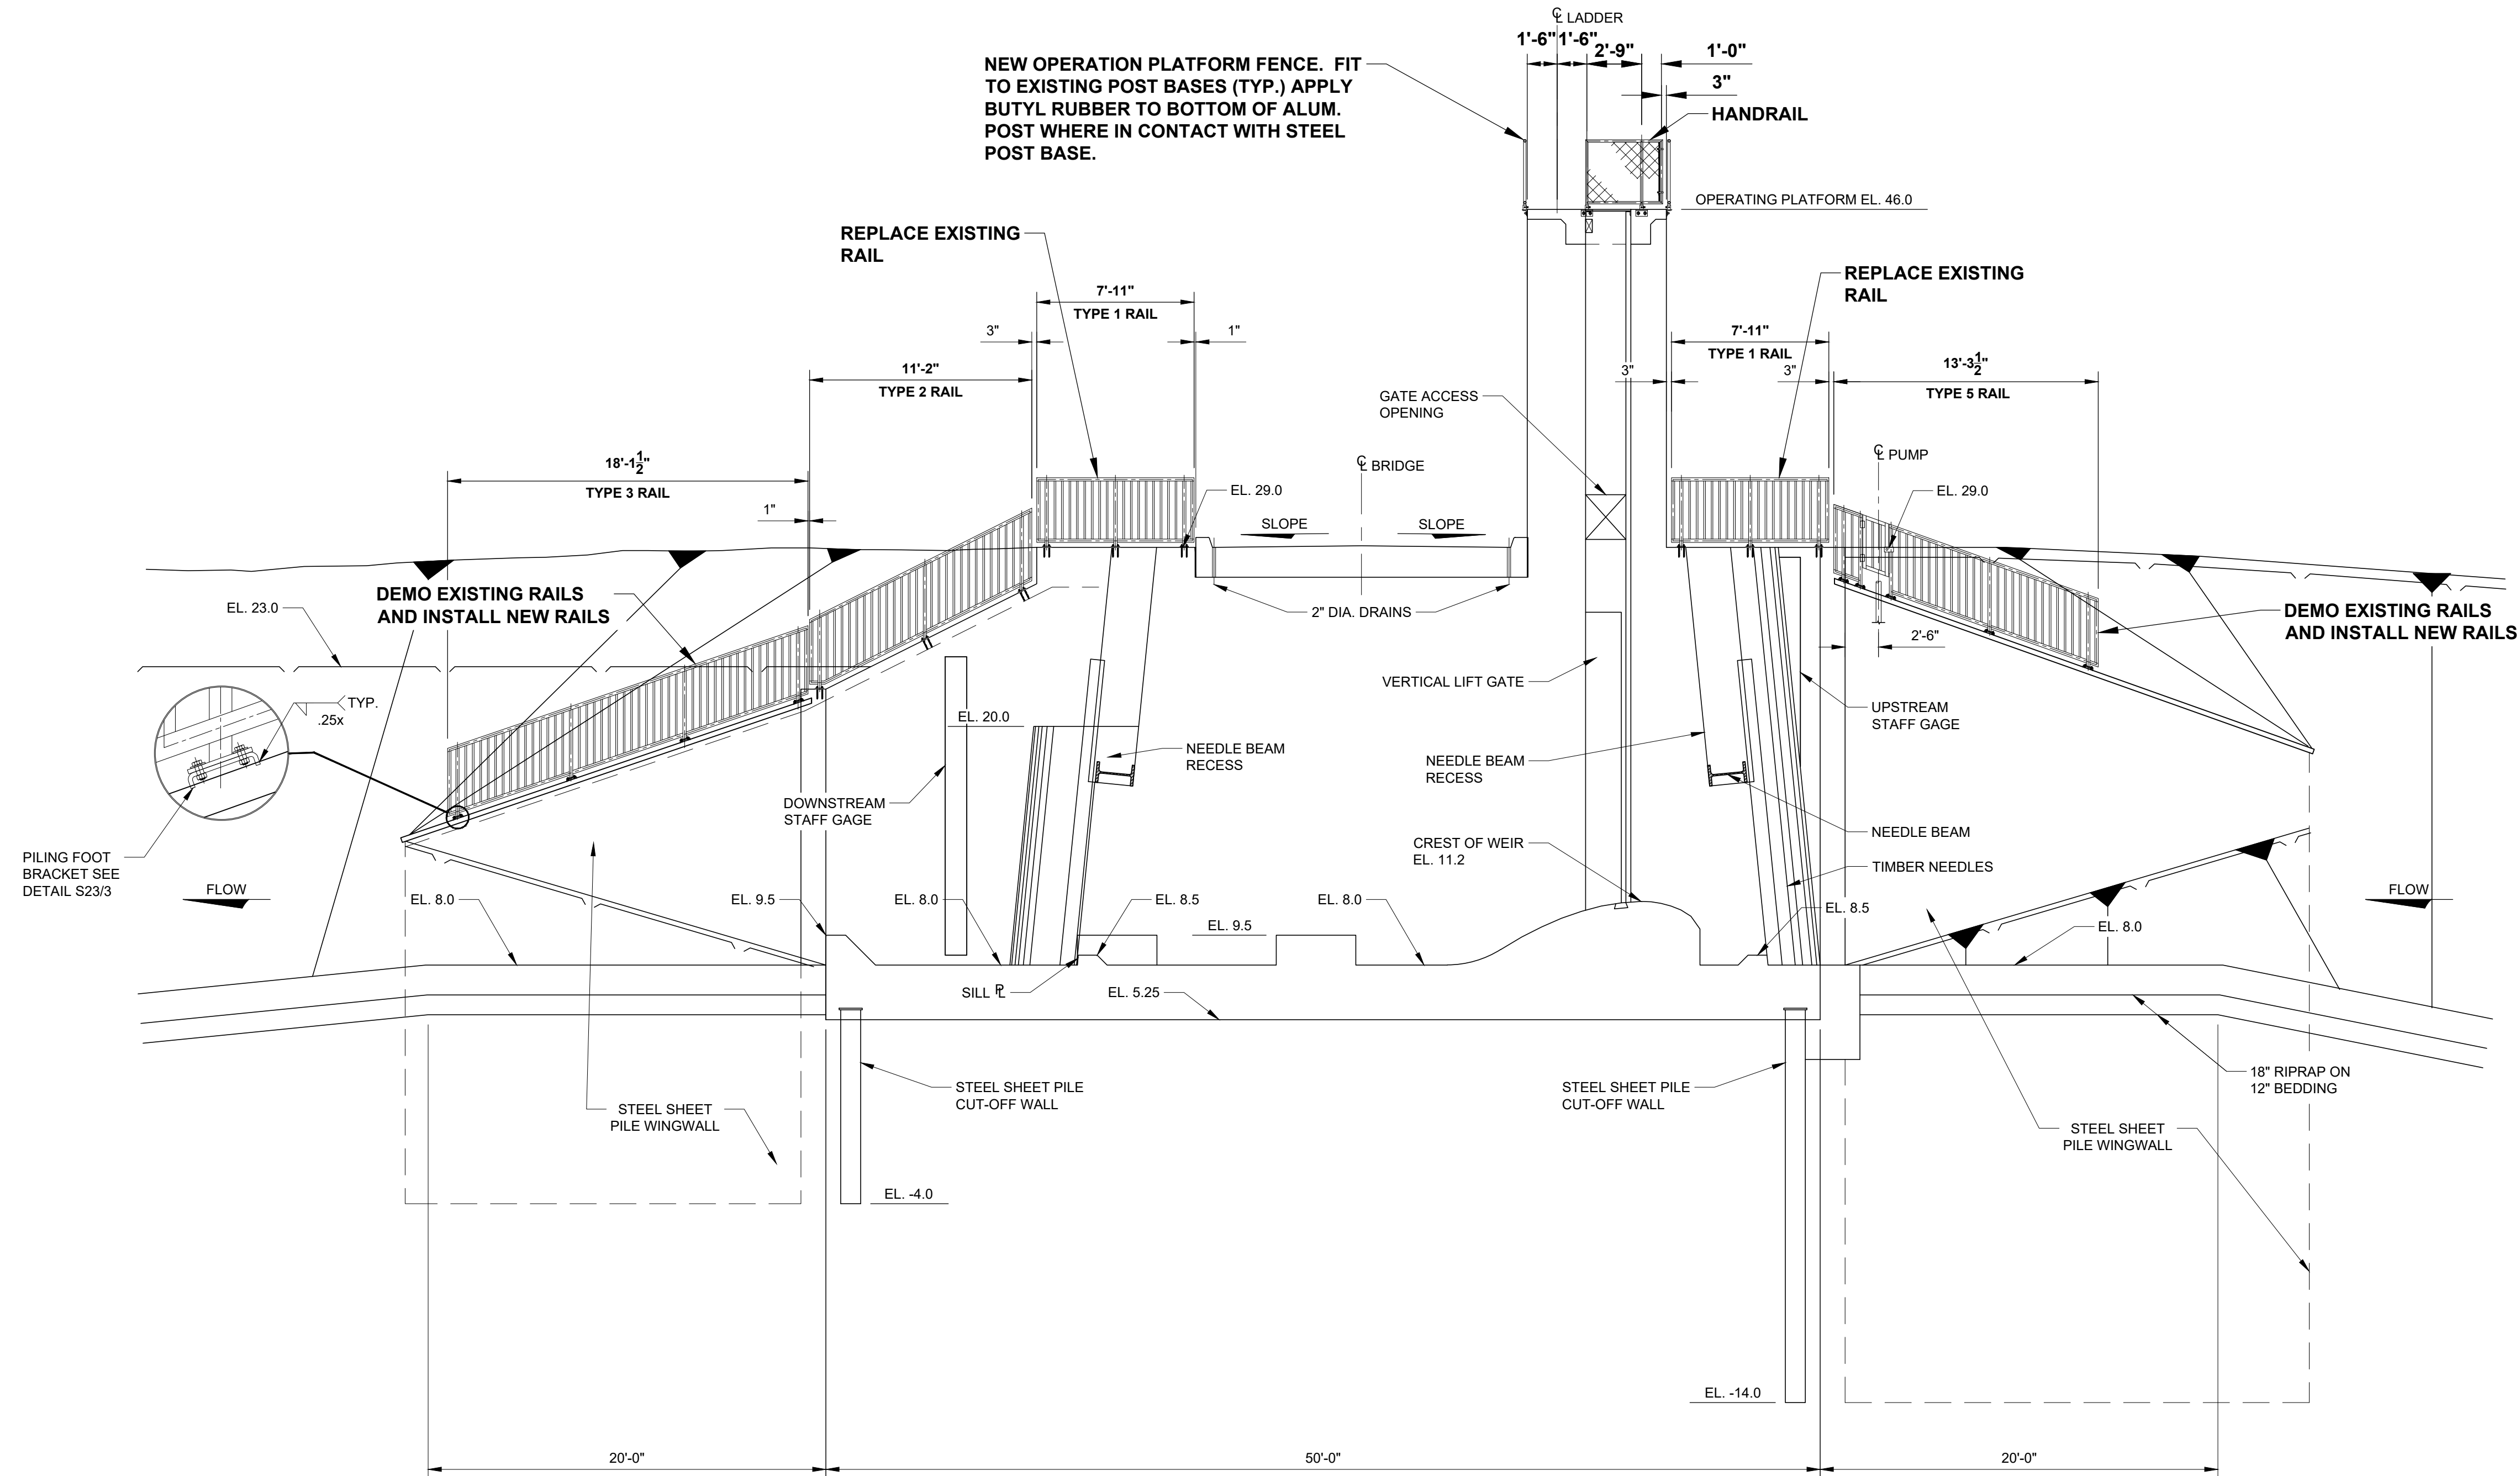 ℄ LADDER
1'-6"
1'-6"
2'-9"
1'-0"
3"
NEW OPERATION PLATFORM FENCE. FIT
TO EXISTING POST BASES (TYP.) APPLY
BUTYL RUBBER TO BOTTOM OF ALUM.
POST WHERE IN CONTACT WITH STEEL
POST BASE.
HANDRAIL
OPERATING PLATFORM EL. 46.0
REPLACE EXISTING
RAIL
REPLACE EXISTING
RAIL
7'-11"
TYPE 1 RAIL
3"
1"
7'-11"
TYPE 1 RAIL
3"
3"
13'-3 1/2"
TYPE 5 RAIL
11'-2"
TYPE 2 RAIL
GATE ACCESS
OPENING
18'-1 1/2"
TYPE 3 RAIL
1"
℄ BRIDGE
℄ PUMP
EL. 29.0
EL. 29.0
SLOPE
SLOPE
DEMO EXISTING RAILS
AND INSTALL NEW RAILS
EL. 23.0
2" DIA. DRAINS
DEMO EXISTING RAILS
AND INSTALL NEW RAILS
2'-6"
TYP.
.25x
VERTICAL LIFT GATE
EL. 20.0
UPSTREAM
STAFF GAGE
NEEDLE BEAM
RECESS
NEEDLE BEAM
RECESS
DOWNSTREAM
STAFF GAGE
NEEDLE BEAM
CREST OF WEIR
EL. 11.2
TIMBER NEEDLES
PILING FOOT
BRACKET SEE
DETAIL S23/3
FLOW
EL. 8.0
EL. 9.5
EL. 8.0
EL. 8.5
EL. 9.5
EL. 8.0
EL. 8.5
FLOW
EL. 8.0
SILL ⅊
EL. 5.25
STEEL SHEET PILE
CUT-OFF WALL
STEEL SHEET PILE
CUT-OFF WALL
18" RIPRAP ON
12" BEDDING
STEEL SHEET
PILE WINGWALL
STEEL SHEET
PILE WINGWALL
EL. -4.0
EL. -14.0
20'-0"
50'-0"
20'-0"